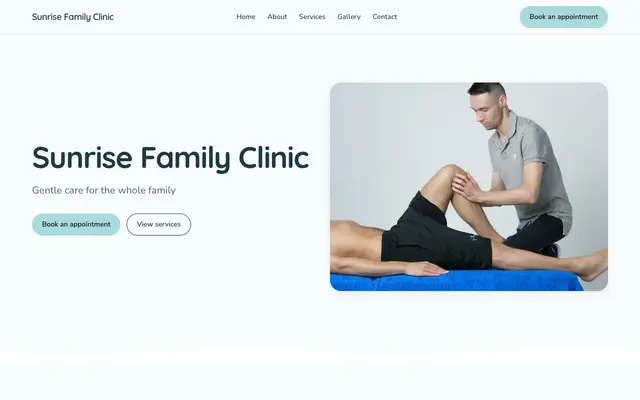 Sunrise Family Clinic
Home About Services Gallery Contact
Book an appointment
Sunrise Family Clinic
Gentle care for the whole family
Book an appointment
View services